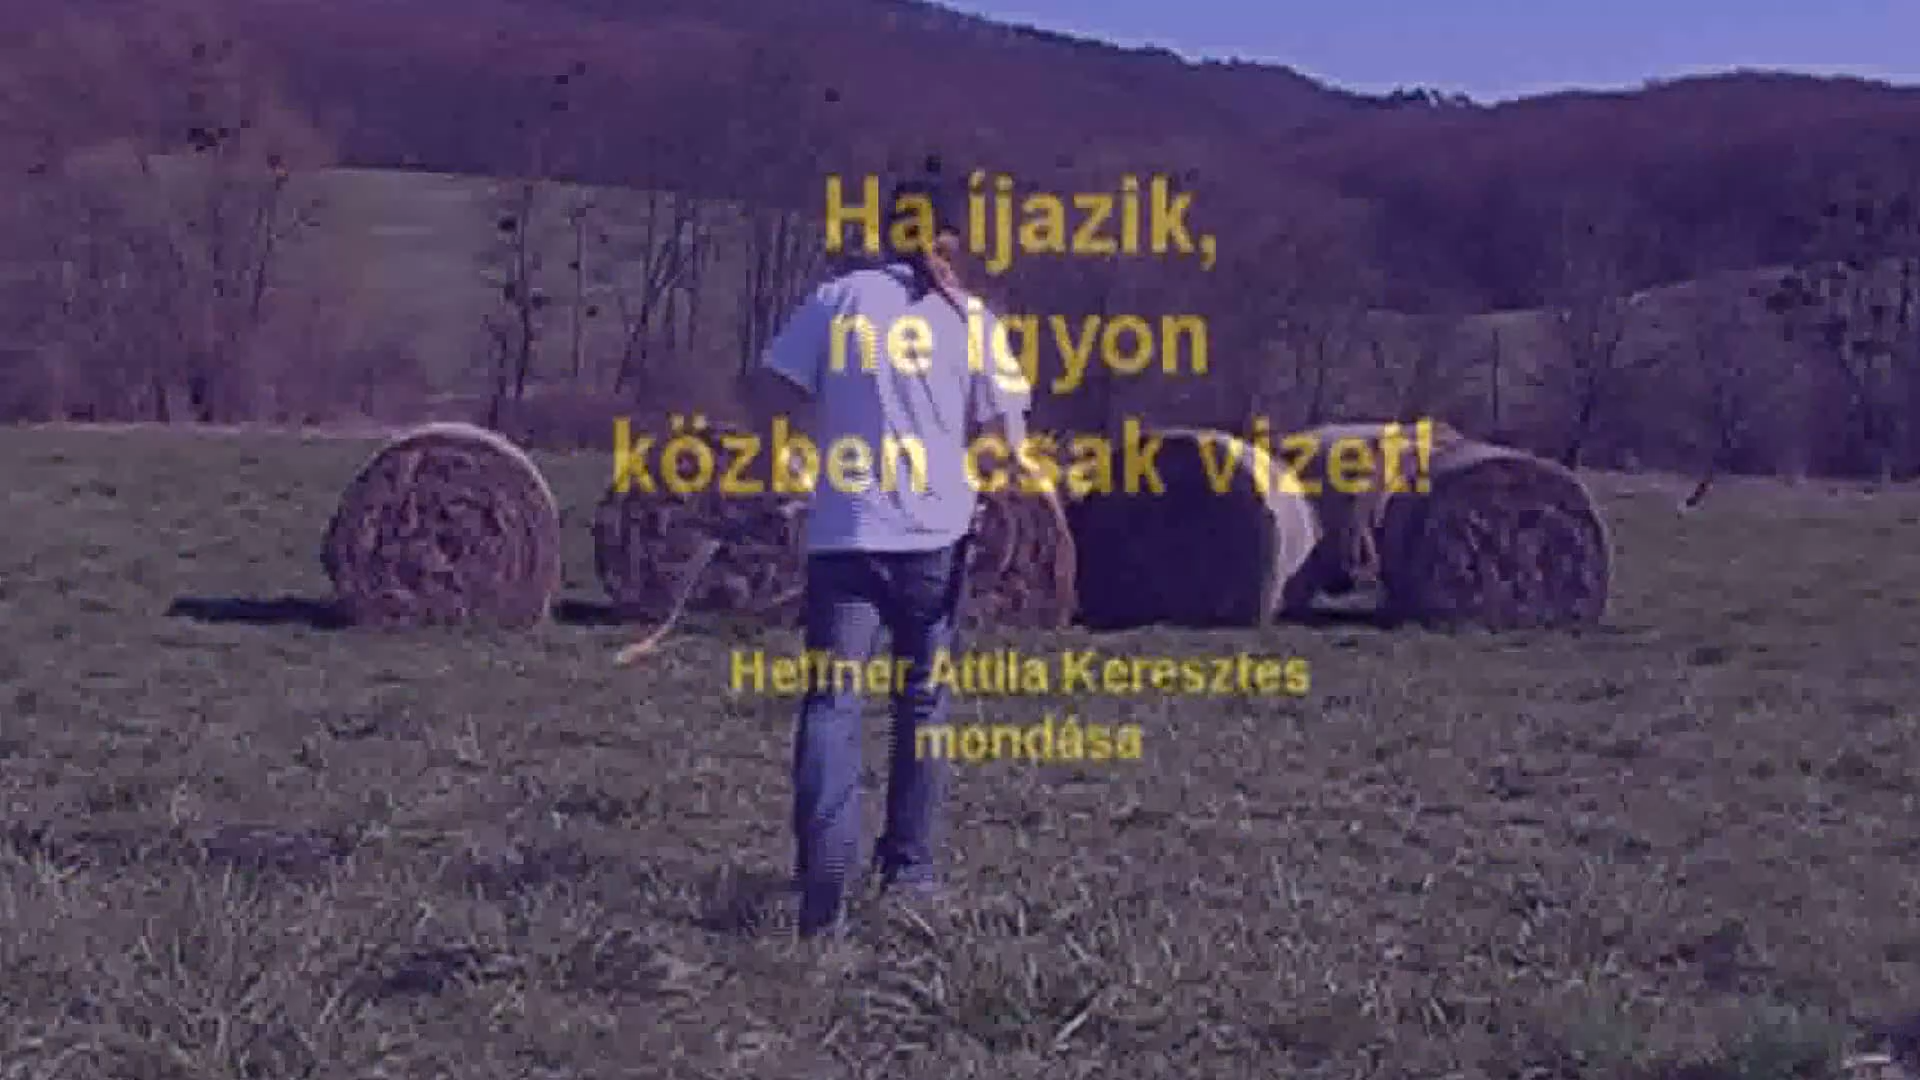 Ha íjazik,
ne igyon
közben csak vizet!
Heffner Attila Keresztes
mondása